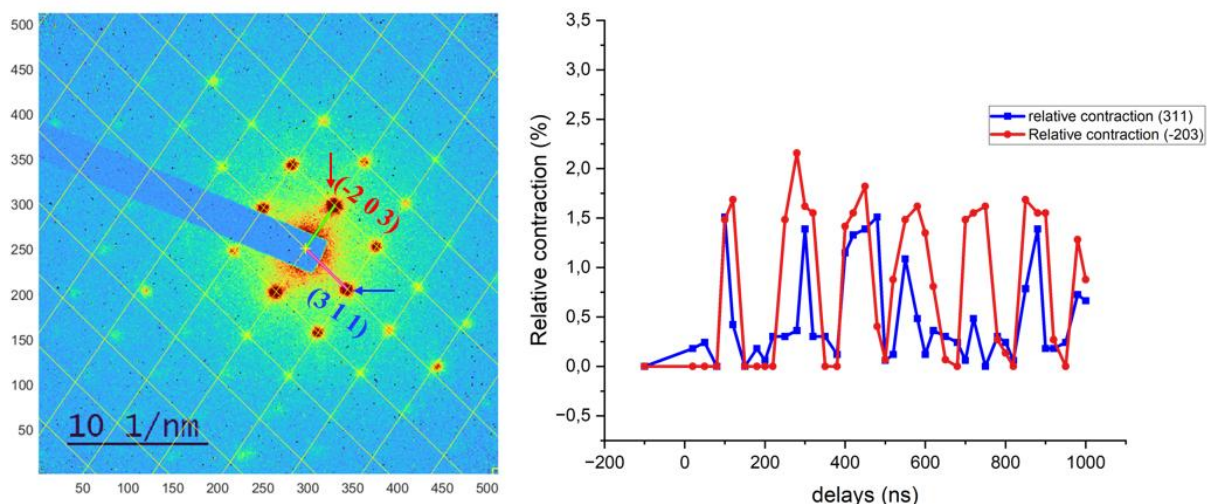 500
450
400
350
300
250
200
150
100
50
(-2 0 3)
(3 1 1)
10 1/nm
50 100 150 200 250 300 350 400 450 500
3,5
3,0
2,5
2,0
1,5
1,0
0,5
0,0
−0,5
Relative contraction (%)
relative contraction (311)
Relative contraction (-203)
−200 0 200 400 600 800 1000
delays (ns)